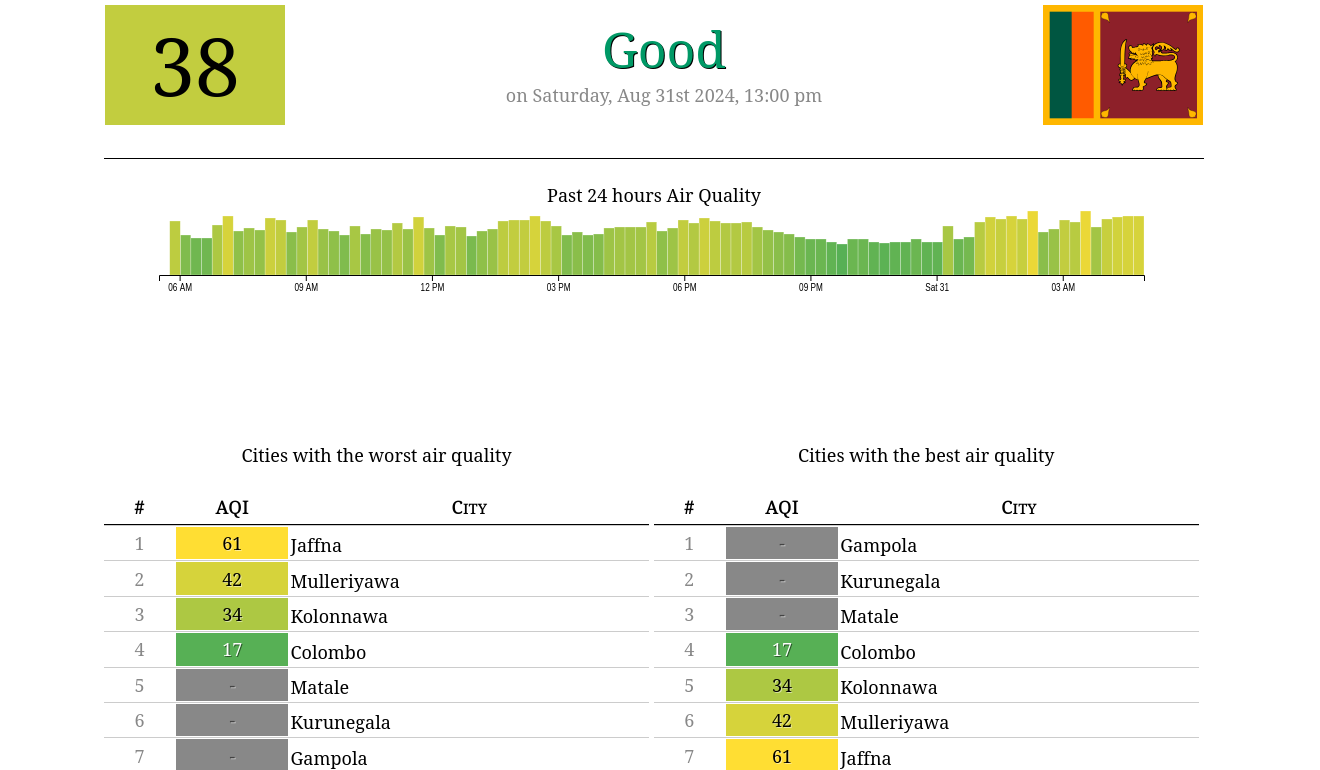 38
Good
on Saturday, Aug 31st 2024, 13:00 pm
Past 24 hours Air Quality
06 AM 09 AM 12 PM 03 PM 06 PM 09 PM Sat 31 03 AM
Cities with the worst air quality
# AQI City
1 61 Jaffna
2 42 Mulleriyawa
3 34 Kolonnawa
4 17 Colombo
5 - Matale
6 - Kurunegala
7 - Gampola
Cities with the best air quality
# AQI City
1 - Gampola
2 - Kurunegala
3 - Matale
4 17 Colombo
5 34 Kolonnawa
6 42 Mulleriyawa
7 61 Jaffna